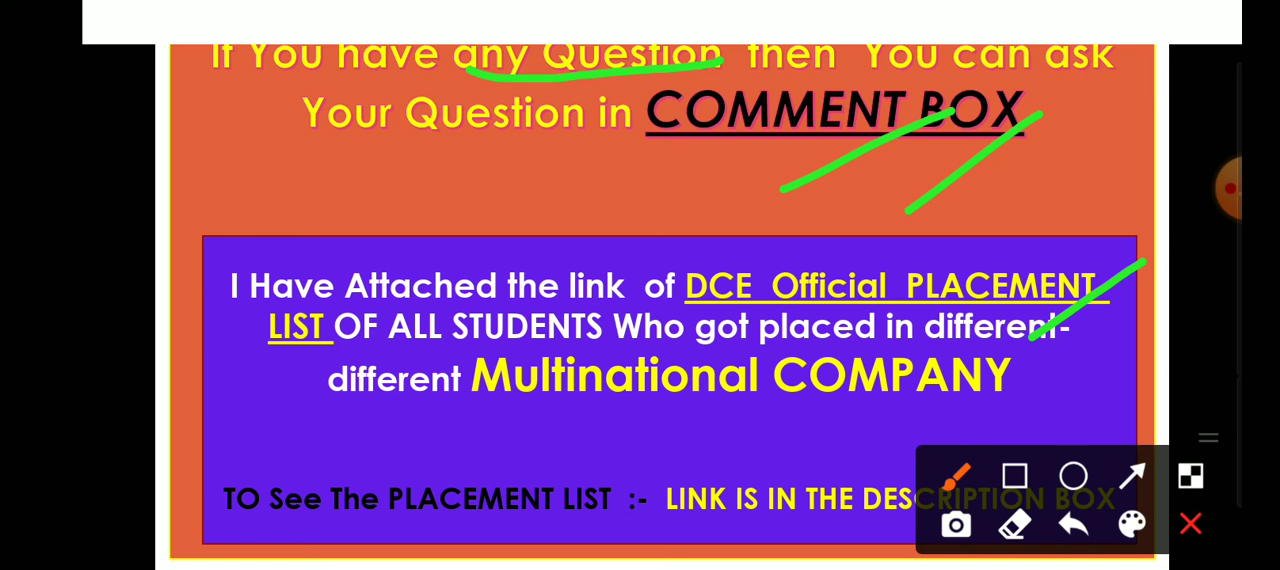 If You have any Question then You can ask
Your Question in COMMENT BOX
I Have Attached the link of DCE Official PLACEMENT
LIST OF ALL STUDENTS Who got placed in different-
different Multinational COMPANY
TO See The PLACEMENT LIST :- LINK IS IN THE DESCRIPTION BOX